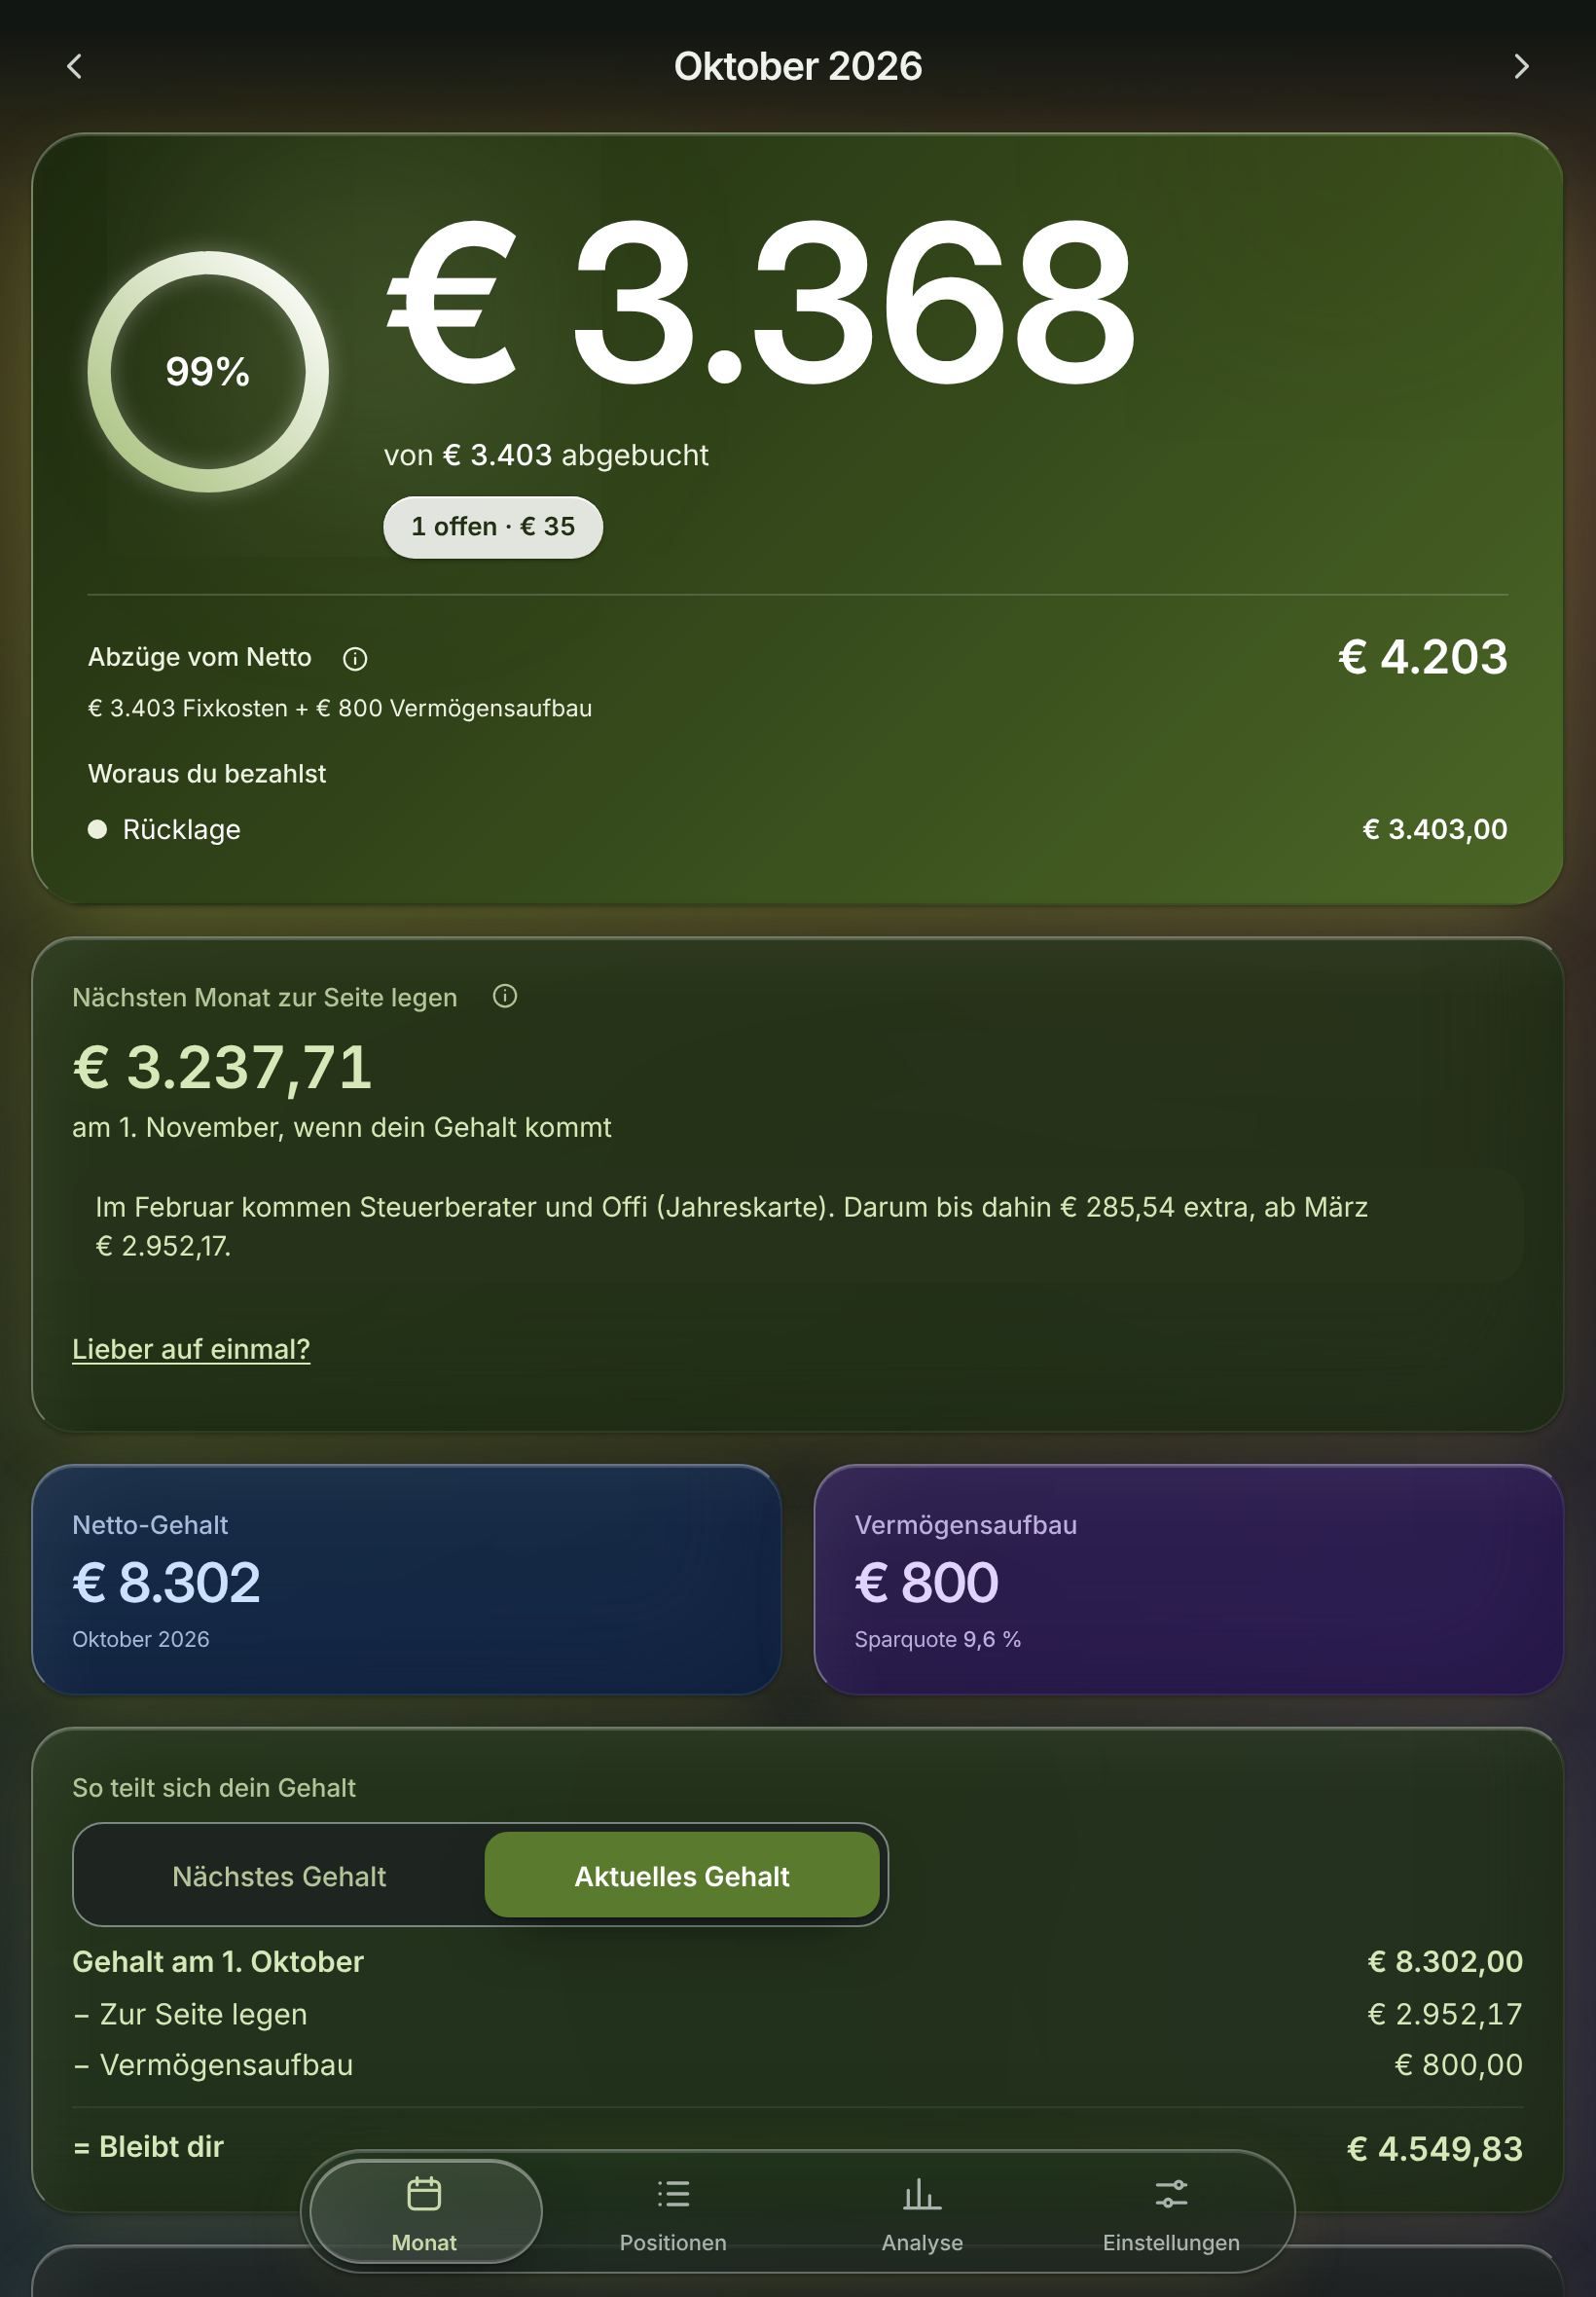 Oktober 2026
99%
€ 3.368
von € 3.403 abgebucht
1 offen · € 35
Abzüge vom Netto
€ 4.203
€ 3.403 Fixkosten + € 800 Vermögensaufbau
Woraus du bezahlst
Rücklage
€ 3.403,00
Nächsten Monat zur Seite legen
€ 3.237,71
am 1. November, wenn dein Gehalt kommt
Im Februar kommen Steuerberater und Offi (Jahreskarte). Darum bis dahin € 285,54 extra, ab März
€ 2.952,17.
Lieber auf einmal?
Netto-Gehalt
€ 8.302
Oktober 2026
Vermögensaufbau
€ 800
Sparquote 9,6 %
So teilt sich dein Gehalt
Nächstes Gehalt
Aktuelles Gehalt
Gehalt am 1. Oktober
€ 8.302,00
– Zur Seite legen
€ 2.952,17
– Vermögensaufbau
€ 800,00
= Bleibt dir
€ 4.549,83
Monat
Positionen
Analyse
Einstellungen